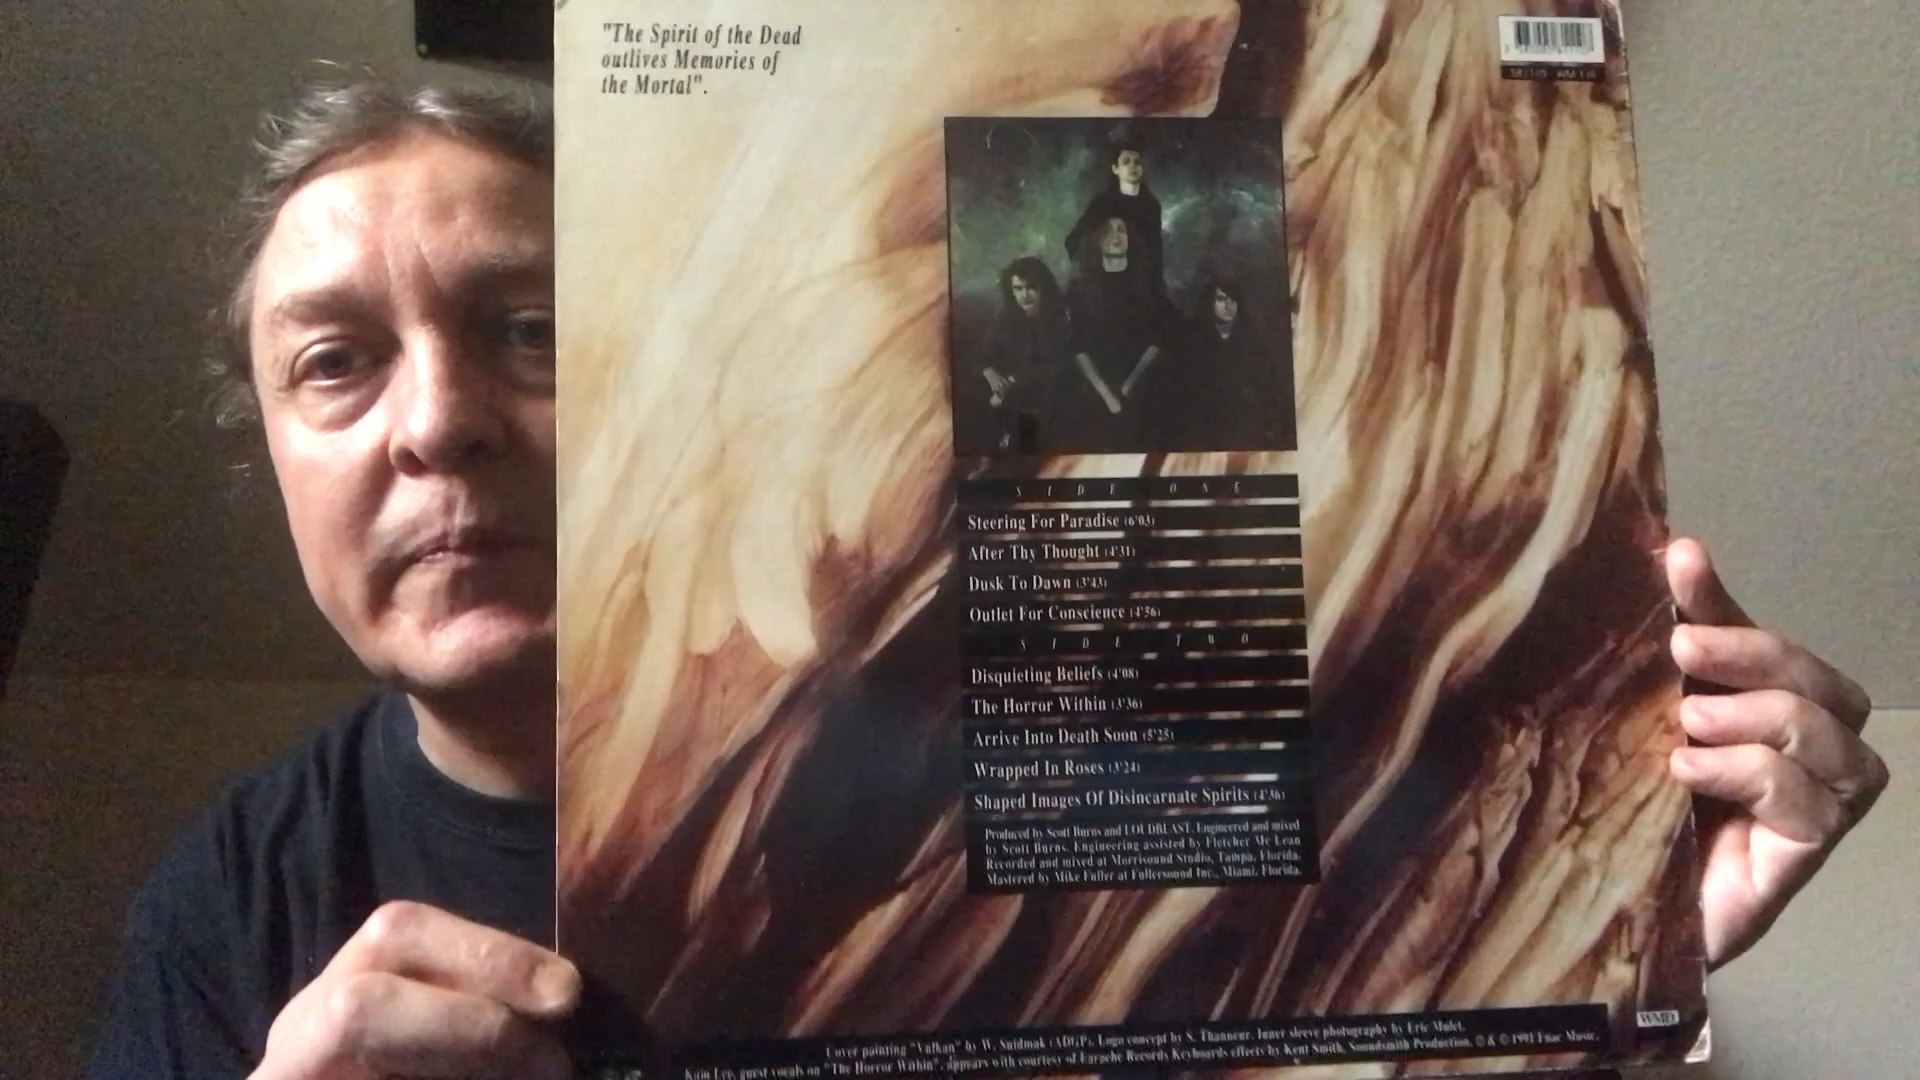 "The Spirit of the Dead
outlives Memories of
the Mortal".
SIDE ONE
Steering For Paradise (6'03)
After Thy Thought (4'31)
Dusk To Dawn (3'43)
Outlet For Conscience (4'56)
SIDE TWO
Disquieting Beliefs (4'08)
The Horror Within (3'36)
Arrive Into Death Soon (5'25)
Wrapped In Roses (3'24)
Shaped Images Of Disincarnate Spirits (4'36)
Produced by Scott Burns and LOUDBLAST. Engineered and mixed
by Scott Burns. Engineering assisted by Fletcher Mc Lean
Recorded and mixed at Morrisound Studio, Tampa, Florida.
Mastered by Mike Fuller at Fullersound Inc., Miami, Florida.
WMD
Cover painting "Vulkan" by W. Suidmak (ADGP). Logo concept by S. Thanneur. Inner sleeve photography by Eric Mulet.
Kam Lee, guest vocals on "The Horror Within", appears with courtesy of Earache Records Keyboards effects by Kent Smith, Soundsmith Production. ℗ & © 1991 Fnac Music.